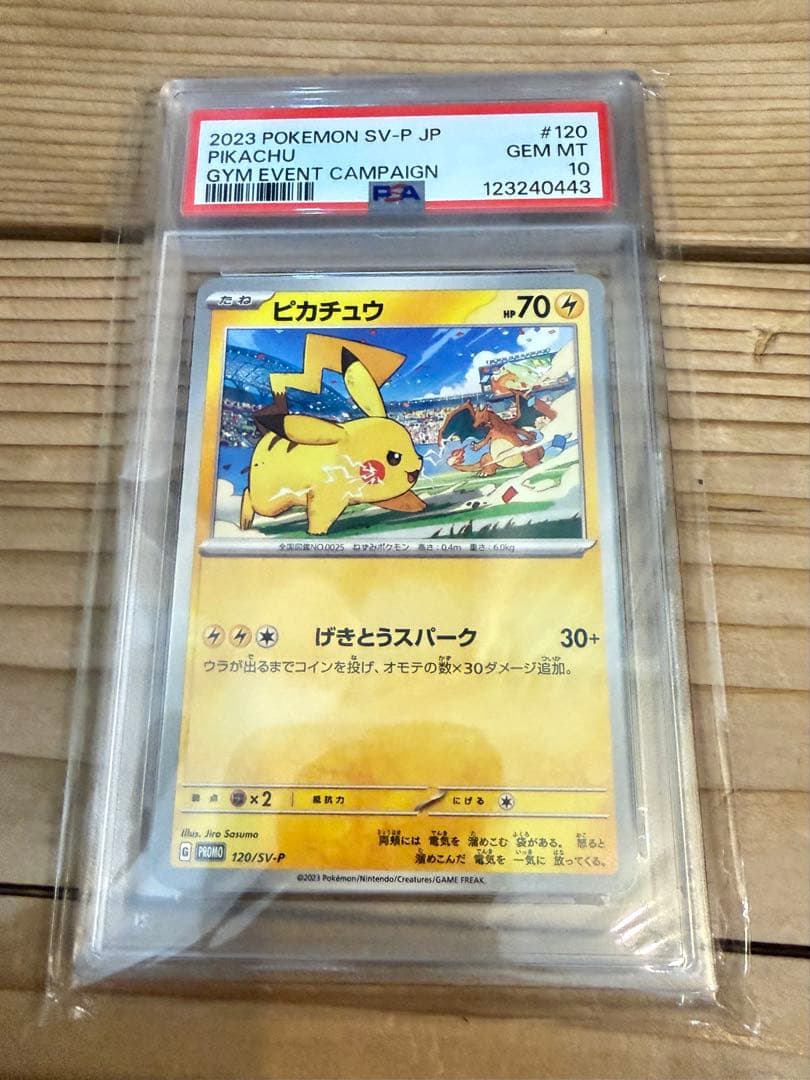 2023 POKEMON SV-P JP #120
PIKACHU GEM MT
GYM EVENT CAMPAIGN 10
PSA 123240443
たね ピカチュウ HP 70
全国図鑑NO.0025 ねずみポケモン 高さ:0.4m 重さ:6.0kg
げきとうスパーク 30+
ウラが出るまでコインを投げ、オモテの数×30ダメージ追加。
弱点 ×2 抵抗力 にげる
Illus. Jiro Sasumo
両頬には 電気を 溜めこむ 袋がある。 怒ると
溜めこんだ 電気を 一気に 放ってくる。
G PROMO 120/SV-P
©2023 Pokémon/Nintendo/Creatures/GAME FREAK.